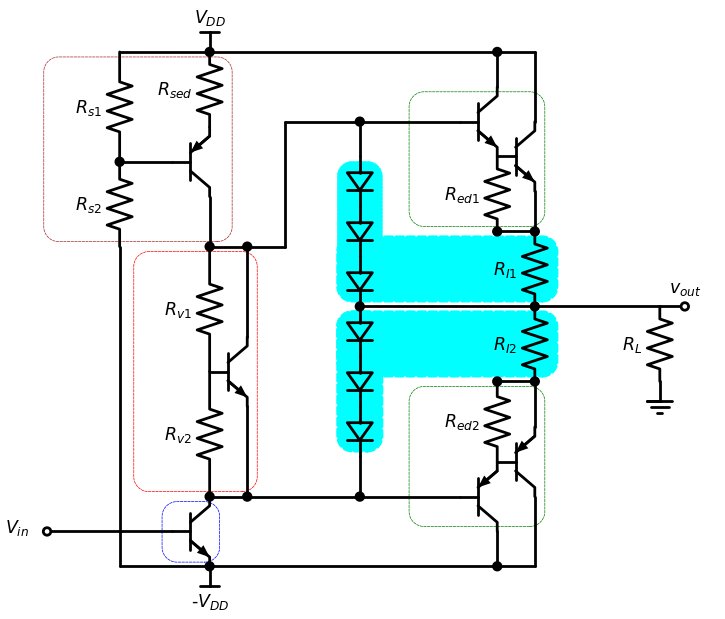 V_DD
R_s1
R_sed
R_s2
R_ed1
R_l1
v_out
R_v1
R_l2
R_L
R_v2
R_ed2
V_in
-V_DD